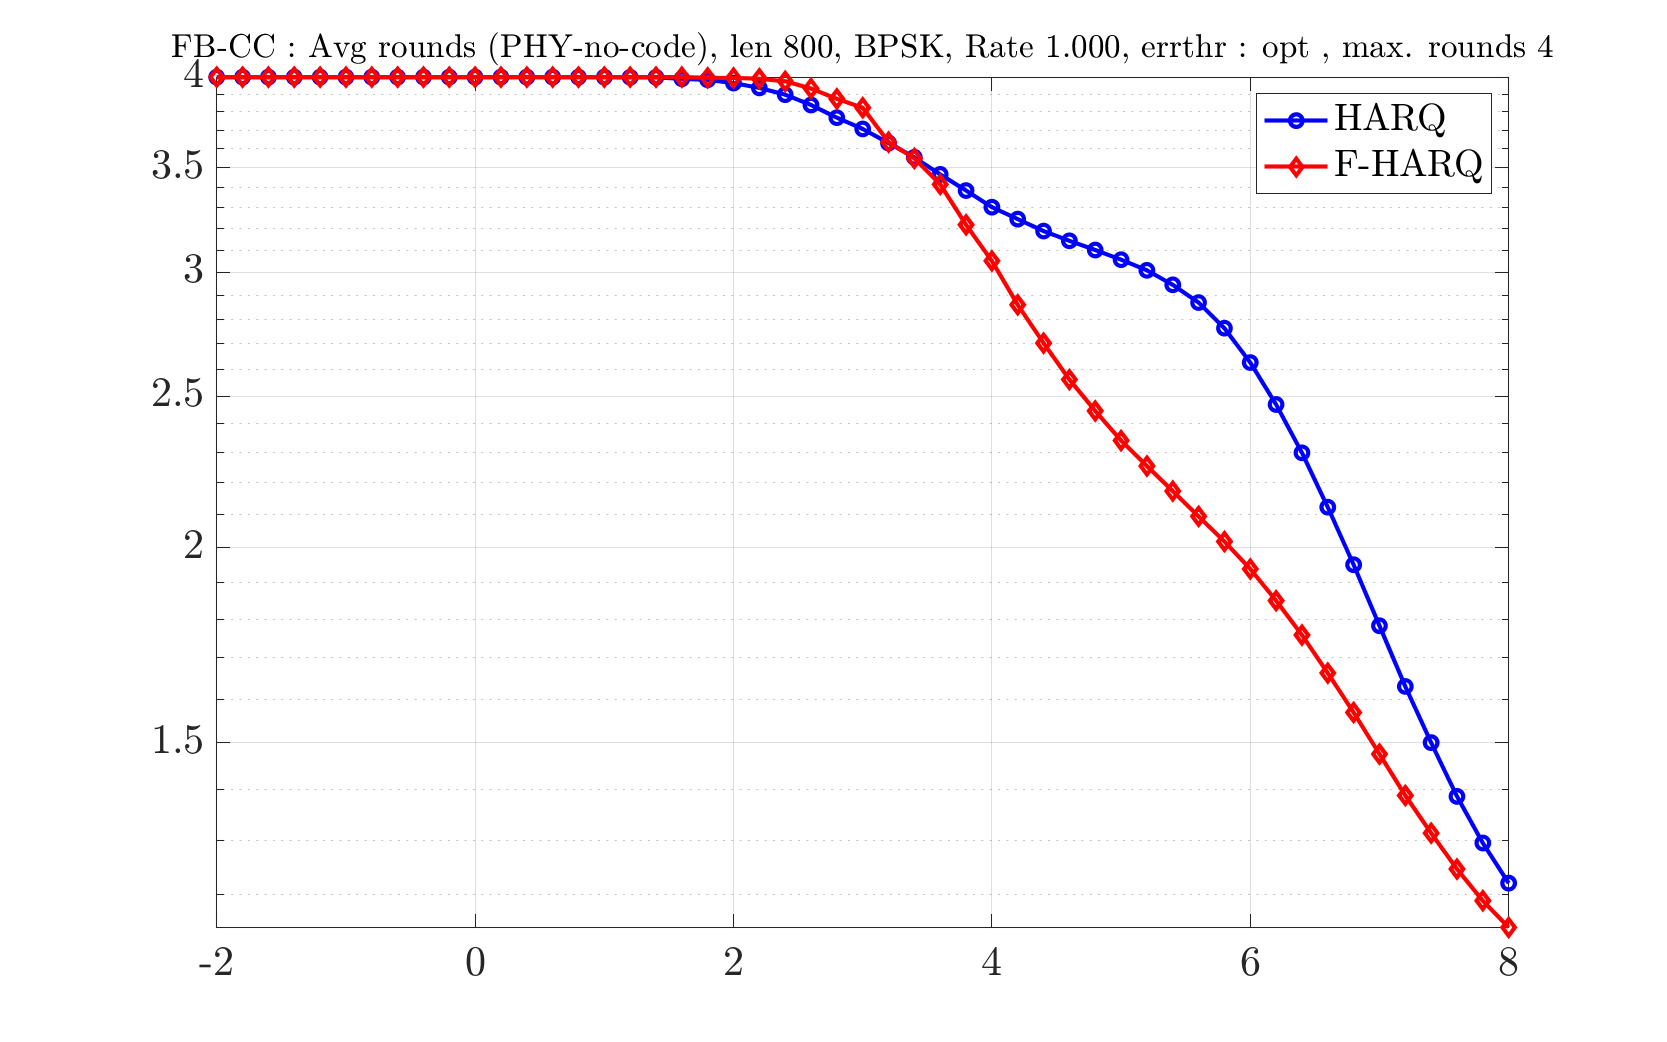 FB-CC : Avg rounds (PHY-no-code), len 800, BPSK, Rate 1.000, errthr : opt , max. rounds 4
4
HARQ
F-HARQ
3.5
3
2.5
2
1.5
-2 0 2 4 6 8